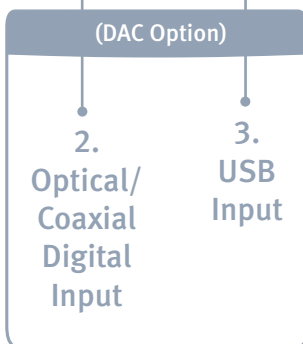 (DAC Option)
2.
Optical/
Coaxial
Digital
Input
3.
USB
Input